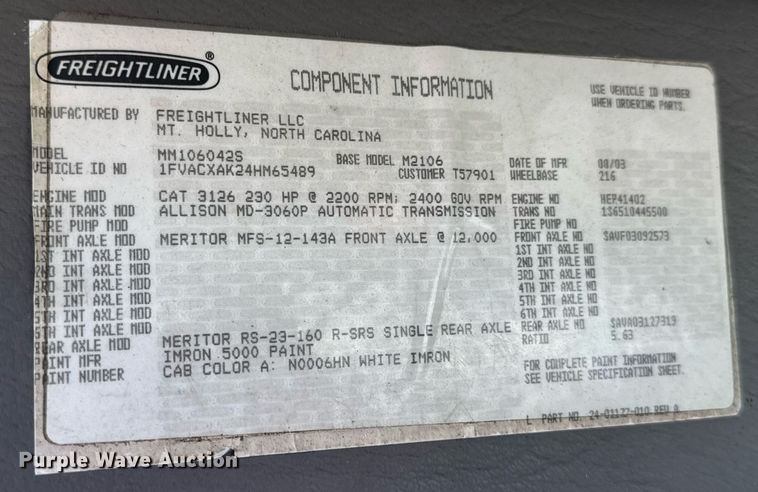 FREIGHTLINER®
COMPONENT INFORMATION
USE VEHICLE ID NUMBER
WHEN ORDERING PARTS.
MANUFACTURED BY FREIGHTLINER LLC
MT. HOLLY, NORTH CAROLINA
MODEL MM106042S BASE MODEL M2106 DATE OF MFR 08/03
VEHICLE ID NO 1FVACXAK24HM65489 CUSTOMER T57901 WHEELBASE 216
ENGINE MOD CAT 3126 230 HP @ 2200 RPM; 2400 GOV RPM ENGINE NO HEP41402
MAIN TRANS MOD ALLISON MD-3060P AUTOMATIC TRANSMISSION TRANS NO 1S6510445500
FIRE PUMP MOD FIRE PUMP NO
FRONT AXLE MOD MERITOR MFS-12-143A FRONT AXLE @ 12,000 FRONT AXLE NO SAVF03092573
1ST INT AXLE MOD 1ST INT AXLE NO
2ND INT AXLE MOD 2ND INT AXLE NO
3RD INT AXLE MOD 3RD INT AXLE NO
4TH INT AXLE MOD 4TH INT AXLE NO
5TH INT AXLE MOD 5TH INT AXLE NO
6TH INT AXLE MOD 6TH INT AXLE NO
REAR AXLE MOD MERITOR RS-23-160 R-SRS SINGLE REAR AXLE REAR AXLE NO SAVA03127313
RATIO 5.63
PAINT MFR IMRON 5000 PAINT
PAINT NUMBER CAB COLOR A: N0006HN WHITE IMRON
FOR COMPLETE PAINT INFORMATION
SEE VEHICLE SPECIFICATION SHEET.
L PART NO. 24-01177-010 REV A
Purple Wave Auction